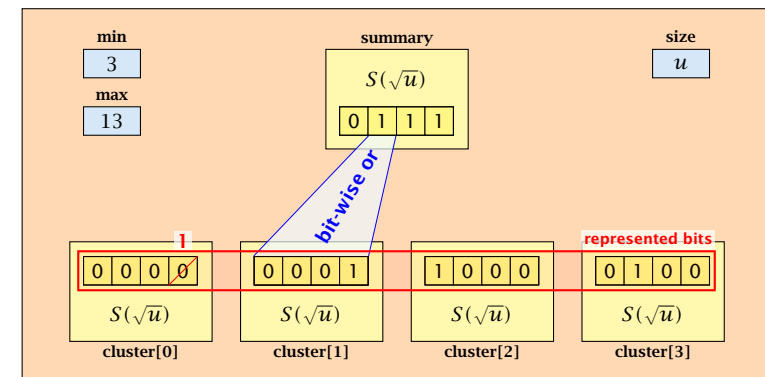 min summary size
3 S(√u) u
max
13 0 1 1 1
bit-wise or
1 represented bits
0 0 0 0 0 0 0 1 1 0 0 0 0 1 0 0
S(√u) S(√u) S(√u) S(√u)
cluster[0] cluster[1] cluster[2] cluster[3]